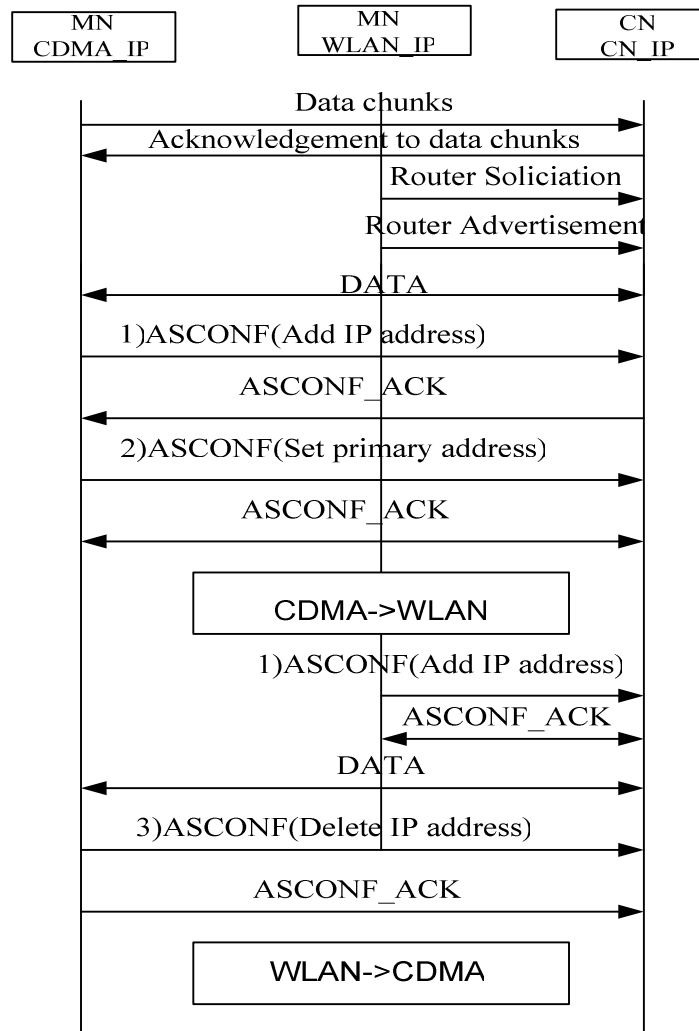 MN
CDMA_IP
MN
WLAN_IP
CN
CN_IP
Data chunks
Acknowledgement to data chunks
Router Soliciation
Router Advertisement
DATA
1)ASCONF(Add IP address)
ASCONF_ACK
2)ASCONF(Set primary address)
ASCONF_ACK
CDMA->WLAN
1)ASCONF(Add IP address)
ASCONF_ACK
DATA
3)ASCONF(Delete IP address)
ASCONF_ACK
WLAN->CDMA